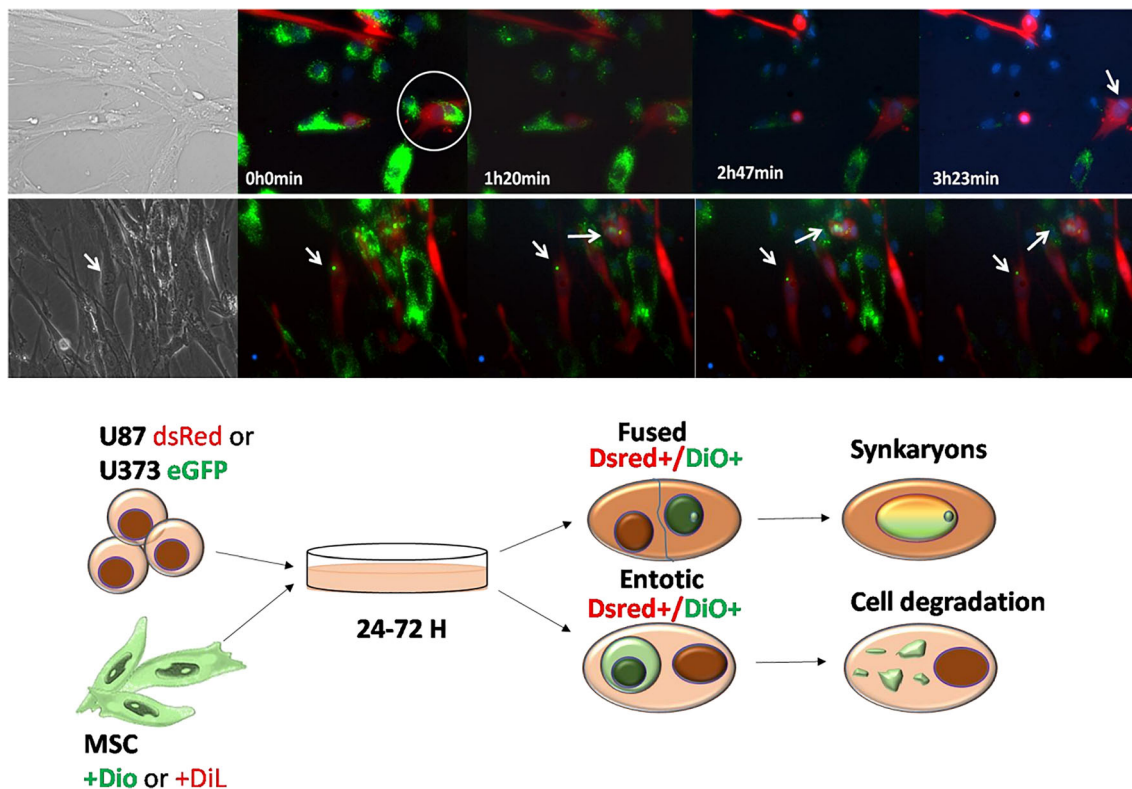 0h0min
1h20min
2h47min
3h23min
U87 dsRed or
U373 eGFP
Fused
Dsred+/DiO+
Synkaryons
24-72 H
Entotic
Dsred+/DiO+
Cell degradation
MSC
+Dio or +DiL